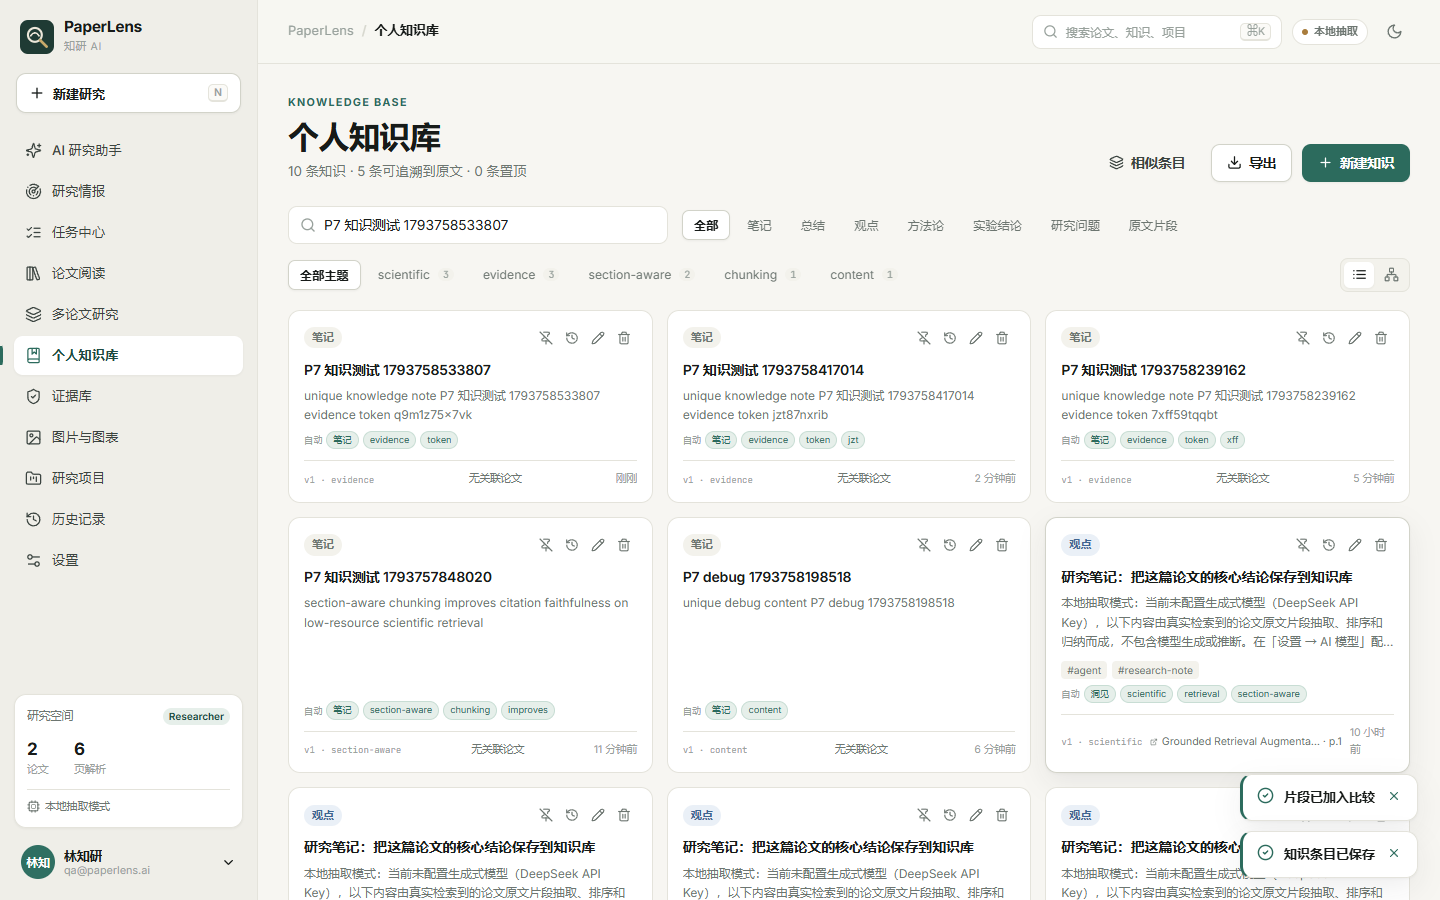 PaperLens
知研 AI
新建研究
N
AI 研究助手
研究情报
任务中心
论文阅读
多论文研究
个人知识库
证据库
图片与图表
研究项目
历史记录
设置
研究空间
Researcher
2
6
论文
页解析
本地抽取模式
林知
林知研
qa@paperlens.ai
PaperLens / 个人知识库
搜索论文、知识、项目
⌘K
本地抽取
KNOWLEDGE BASE
个人知识库
10 条知识 · 5 条可追溯到原文 · 0 条置顶
相似条目
导出
新建知识
P7 知识测试 1793758533807
全部
笔记
总结
观点
方法论
实验结论
研究问题
原文片段
全部主题
scientific 3
evidence 3
section-aware 2
chunking 1
content 1
笔记
P7 知识测试 1793758533807
unique knowledge note P7 知识测试 1793758533807
evidence token q9m1z75×7vk
自动 笔记 evidence token
v1 · evidence
无关联论文
刚刚
笔记
P7 知识测试 1793758417014
unique knowledge note P7 知识测试 1793758417014
evidence token jzt87nxrib
自动 笔记 evidence token jzt
v1 · evidence
无关联论文
2 分钟前
笔记
P7 知识测试 1793758239162
unique knowledge note P7 知识测试 1793758239162
evidence token 7xff59tqqbt
自动 笔记 evidence token xff
v1 · evidence
无关联论文
5 分钟前
笔记
P7 知识测试 1793757848020
section-aware chunking improves citation faithfulness on
low-resource scientific retrieval
自动 笔记 section-aware chunking improves
v1 · section-aware
无关联论文
11 分钟前
笔记
P7 debug 1793758198518
unique debug content P7 debug 1793758198518
自动 笔记 content
v1 · content
无关联论文
6 分钟前
观点
研究笔记：把这篇论文的核心结论保存到知识库
本地抽取模式：当前未配置生成式模型（DeepSeek API
Key），以下内容由真实检索到的论文原文片段抽取、排序和
归纳而成，不包含模型生成或推断。在「设置 → AI 模型」配...
#agent #research-note
自动 洞见 scientific retrieval section-aware
v1 · scientific
Grounded Retrieval Augmenta... · p.1
10 小时
前
观点
研究笔记：把这篇论文的核心结论保存到知识库
本地抽取模式：当前未配置生成式模型（DeepSeek API
Key），以下内容由真实检索到的论文原文片段抽取、排序和
观点
研究笔记：把这篇论文的核心结论保存到知识库
本地抽取模式：当前未配置生成式模型（DeepSeek API
Key），以下内容由真实检索到的论文原文片段抽取、排序和
观点
研究笔记：把这篇论文的核心
本地抽取模式：当前未配置生成
Key），以下内容由真实检索到的论文原文片段抽取、排序和
片段已加入比较
知识条目已保存